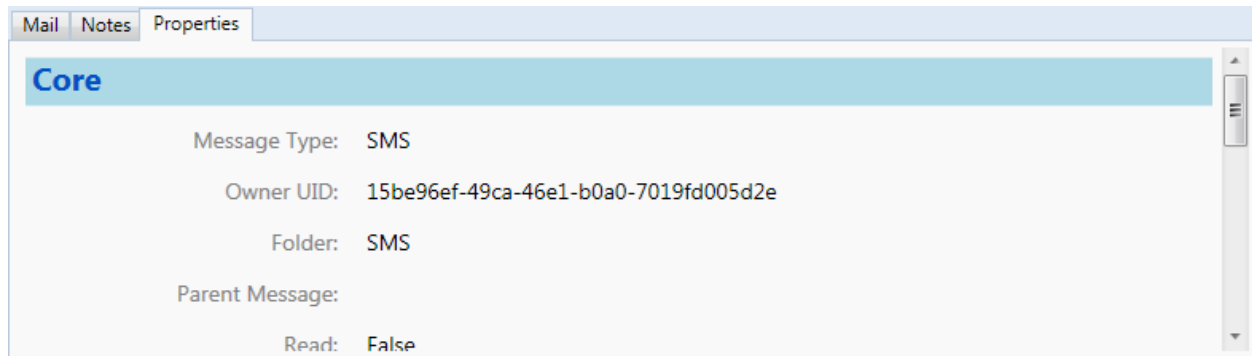 Mail Notes Properties
Core
Message Type: SMS
Owner UID: 15be96ef-49ca-46e1-b0a0-7019fd005d2e
Folder: SMS
Parent Message:
Read: False